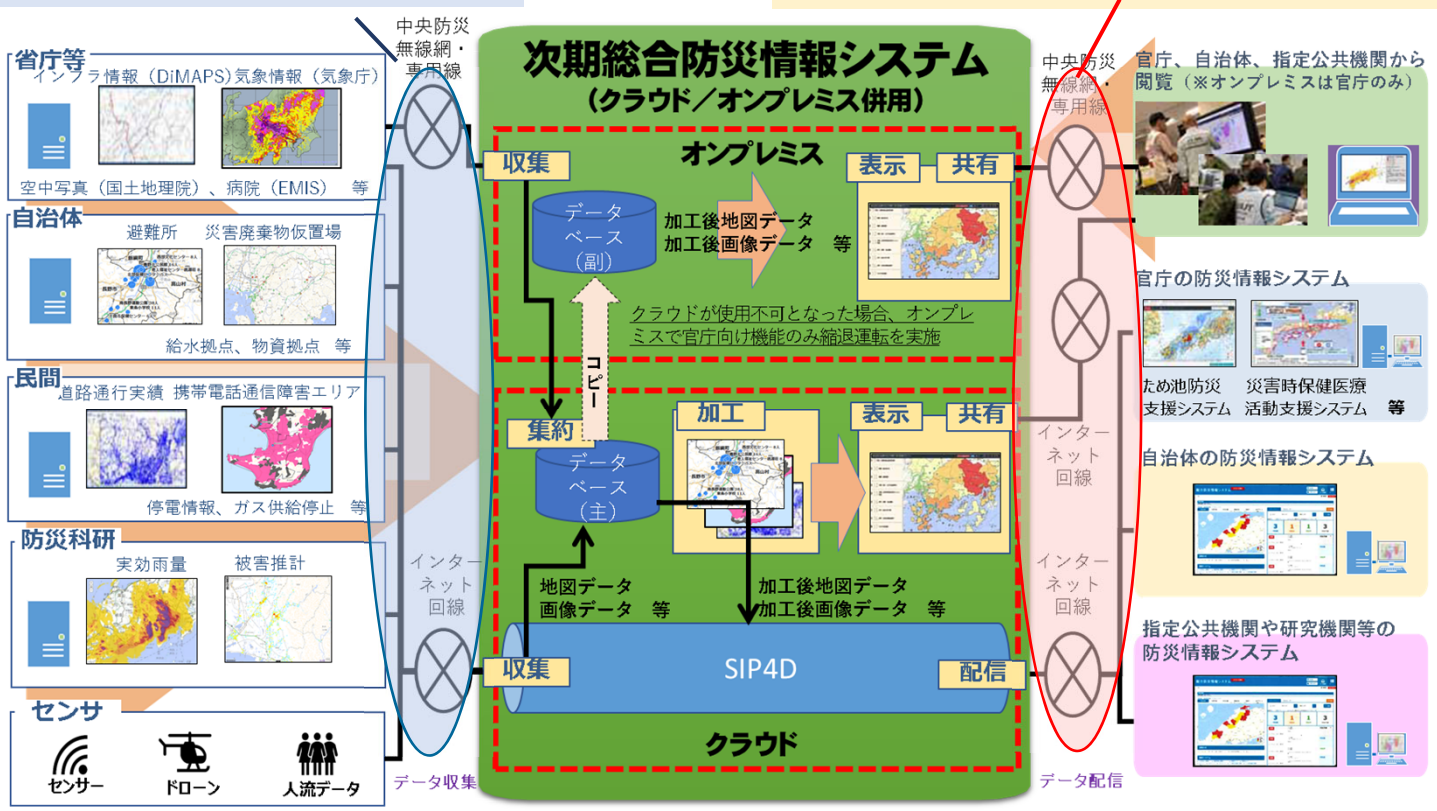 省庁等
インフラ情報（DiMAPS)
気象情報（気象庁）
空中写真（国土地理院）、病院（EMIS）　等
自治体
避難所
災害廃棄物仮置場
給水拠点、物資拠点　等
民間
道路通行実績
携帯電話通信障害エリア
停電情報、ガス供給停止　等
防災科研
実効雨量
被害推計
センサ
センサー
ドローン
人流データ
中央防災
無線網・
専用線
インター
ネット
回線
データ収集
次期総合防災情報システム
（クラウド／オンプレミス併用）
オンプレミス
収集
データ
ベース
（副）
加工後地図データ
加工後画像データ　等
表示
共有
クラウドが使用不可となった場合、オンプレ
ミスで官庁向け機能のみ縮退運転を実施
コピー
集約
データ
ベース
（主）
加工
表示
共有
地図データ
画像データ　等
加工後地図データ
加工後画像データ　等
収集
SIP4D
配信
クラウド
中央防災
無線網・
専用線
インター
ネット
回線
インター
ネット
回線
データ配信
官庁、自治体、指定公共機関から
閲覧（※オンプレミスは官庁のみ）
官庁の防災情報システム
ため池防災
支援システム
災害時保健医療
活動支援システム　等
自治体の防災情報システム
指定公共機関や研究機関等の
防災情報システム